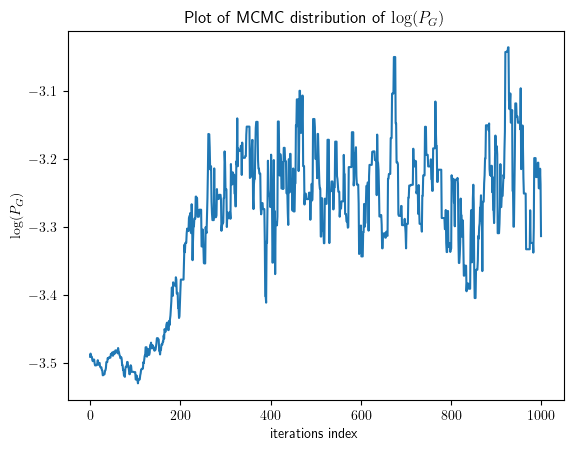 Plot of MCMC distribution of log(P_G)
log(P_G)
−3.1
−3.2
−3.3
−3.4
−3.5
0 200 400 600 800 1000
iterations index